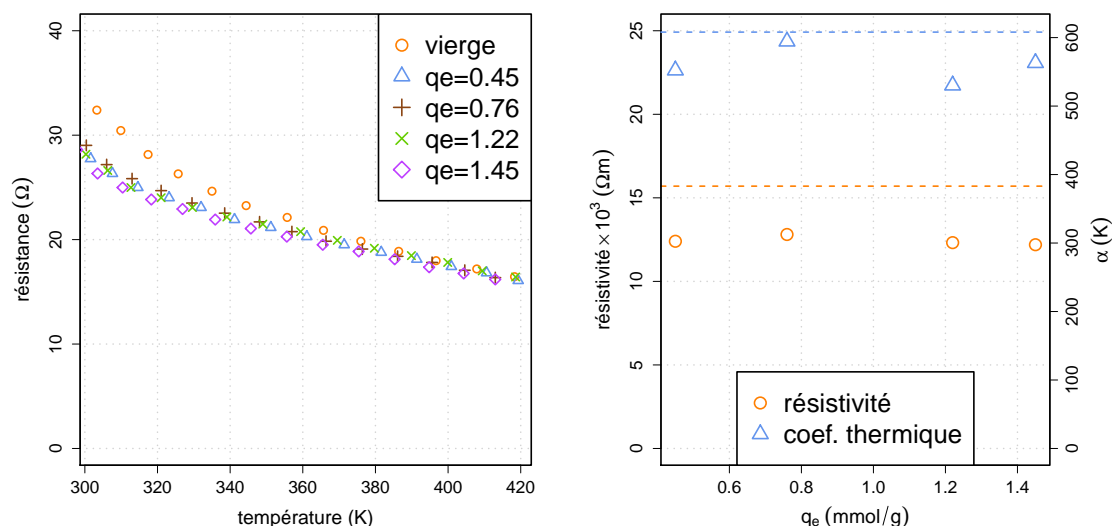 résistance (Ω)
40
30
20
10
0
vierge
qe=0.45
qe=0.76
qe=1.22
qe=1.45
300 320 340 360 380 400 420
température (K)
résistivité×10³ (Ωm)
25
20
15
10
5
0
résistivité
coef. thermique
0.6 0.8 1.0 1.2 1.4
qₑ (mmol/g)
600
500
400
300
200
100
0
α (K)